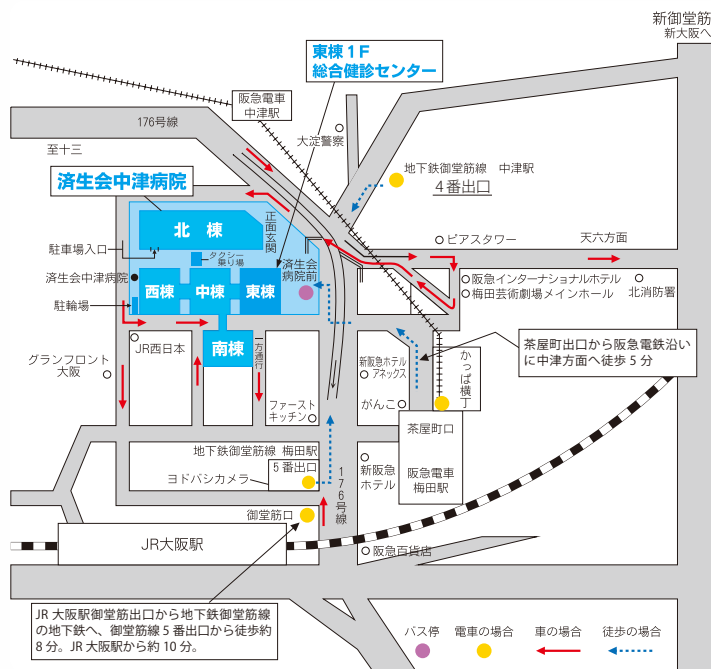 新御堂筋
新大阪へ
東棟１F
総合健診センター
阪急電車
中津駅
176号線
大淀警察
至十三
地下鉄御堂筋線 中津駅
４番出口
済生会中津病院
北棟
正面玄関
ピアスタワー
天六方面
駐車場入口
タクシー
乗り場
済生会
病院前
済生会中津病院
西棟
中棟
東棟
阪急インターナショナルホテル
梅田芸術劇場メインホール
北消防署
駐輪場
南棟
一方通行
JR西日本
グランフロント
大阪
新阪急ホテル
アネックス
かっぱ横丁
茶屋町出口から阪急電鉄沿い
に中津方面へ徒歩５分
ファースト
キッチン
がんこ
茶屋町口
地下鉄御堂筋線 梅田駅
５番出口
ヨドバシカメラ
176号線
新阪急
ホテル
阪急電車
梅田駅
御堂筋口
JR大阪駅
阪急百貨店
JR大阪駅御堂筋出口から地下鉄御堂筋線
の地下鉄へ、御堂筋線５番出口から徒歩約
８分。JR大阪駅から約10分。
バス停
電車の場合
車の場合
徒歩の場合